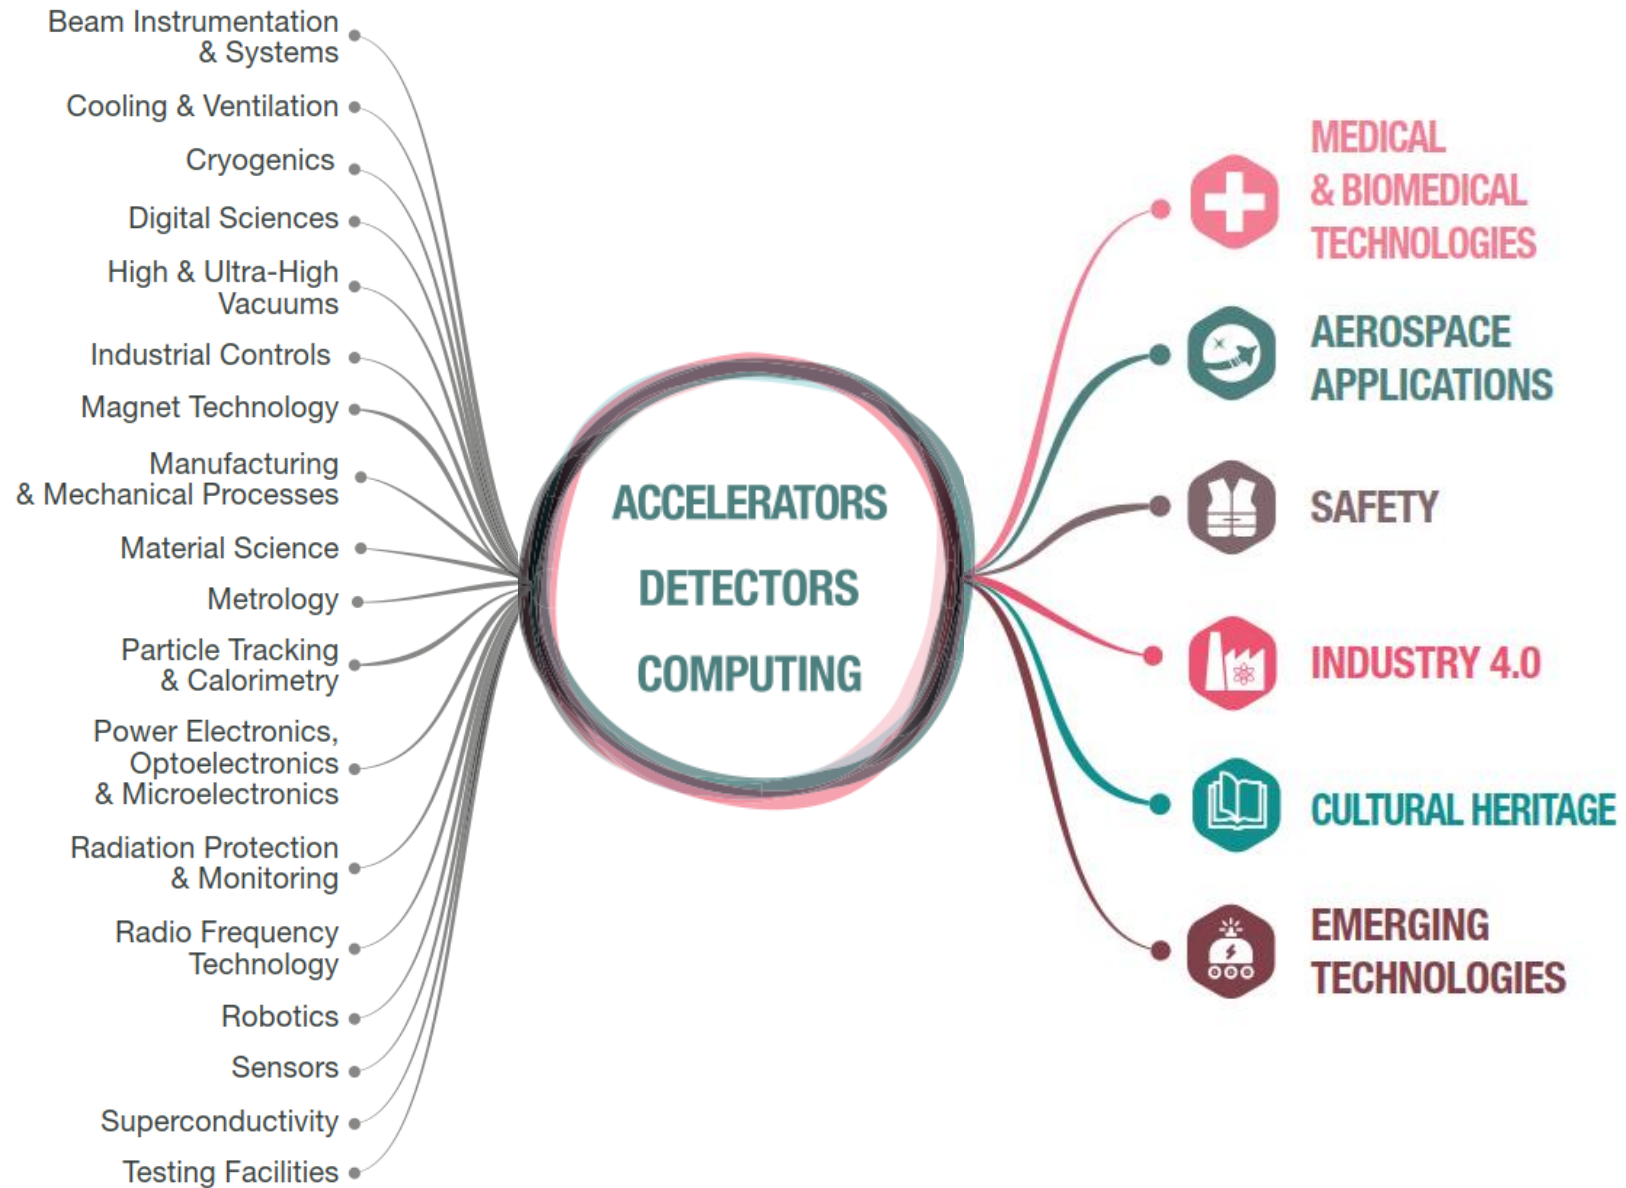 Beam Instrumentation
& Systems
Cooling & Ventilation
Cryogenics
Digital Sciences
High & Ultra-High
Vacuums
Industrial Controls
Magnet Technology
Manufacturing
& Mechanical Processes
Material Science
Metrology
Particle Tracking
& Calorimetry
Power Electronics,
Optoelectronics
& Microelectronics
Radiation Protection
& Monitoring
Radio Frequency
Technology
Robotics
Sensors
Superconductivity
Testing Facilities
ACCELERATORS
DETECTORS
COMPUTING
MEDICAL
& BIOMEDICAL
TECHNOLOGIES
AEROSPACE
APPLICATIONS
SAFETY
INDUSTRY 4.0
CULTURAL HERITAGE
EMERGING
TECHNOLOGIES